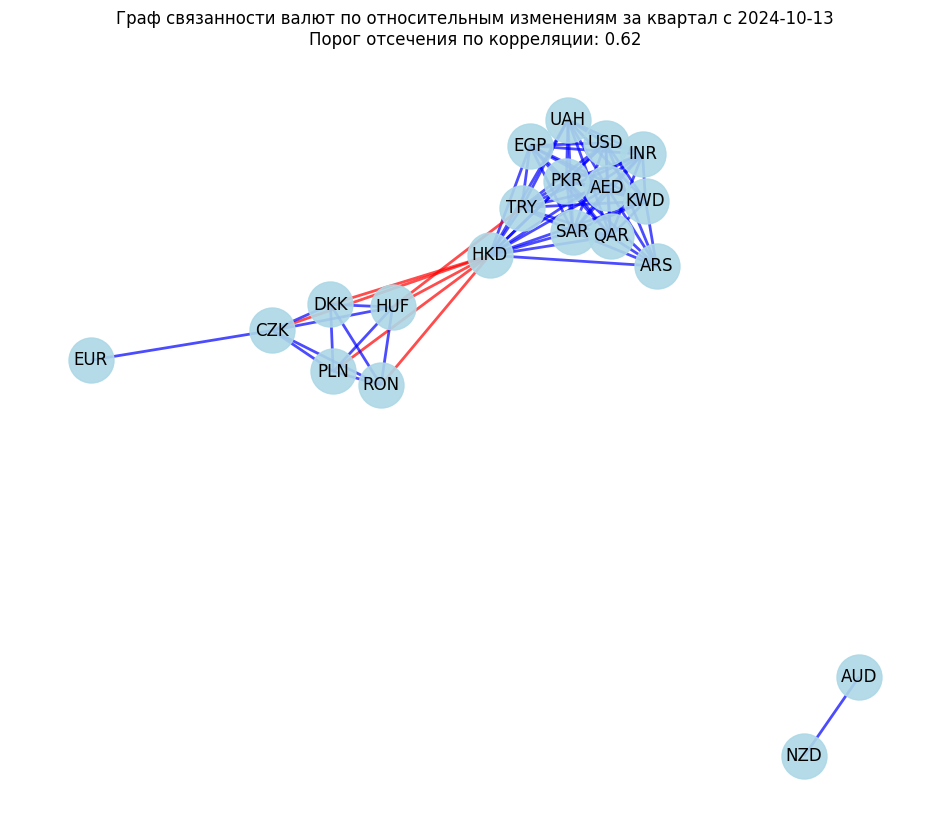 Граф связанности валют по относительным изменениям за квартал с 2024-10-13
Порог отсечения по корреляции: 0.62
UAH
USD
EGP
INR
PKR
AED
KWD
TRY
SAR
QAR
HKD
ARS
DKK
HUF
CZK
EUR
PLN
RON
AUD
NZD